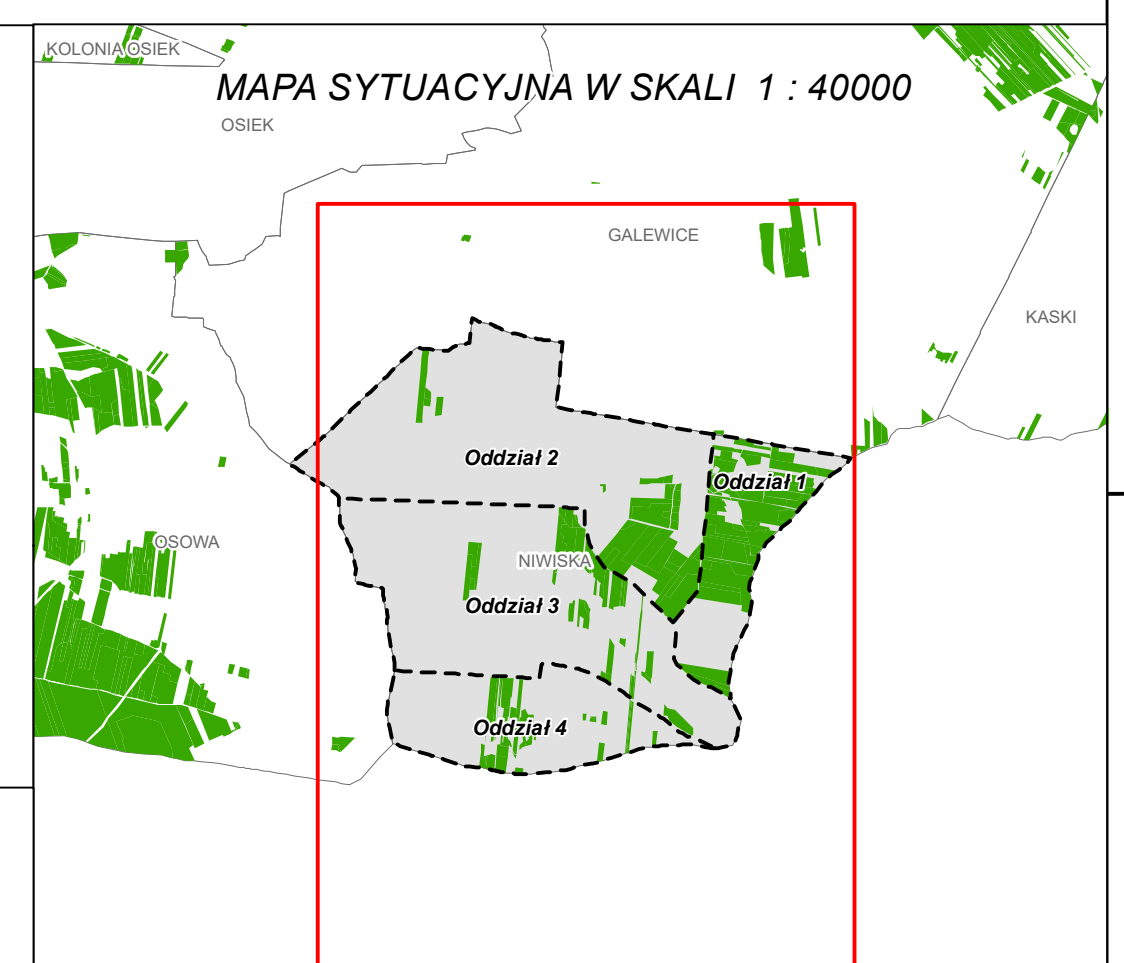 KOLONIA OSIEK
MAPA SYTUACYJNA W SKALI 1 : 40000
OSIEK
GALEWICE
KASKI
Oddział 2
Oddział 1
OSOWA
NIWISKA
Oddział 3
Oddział 4